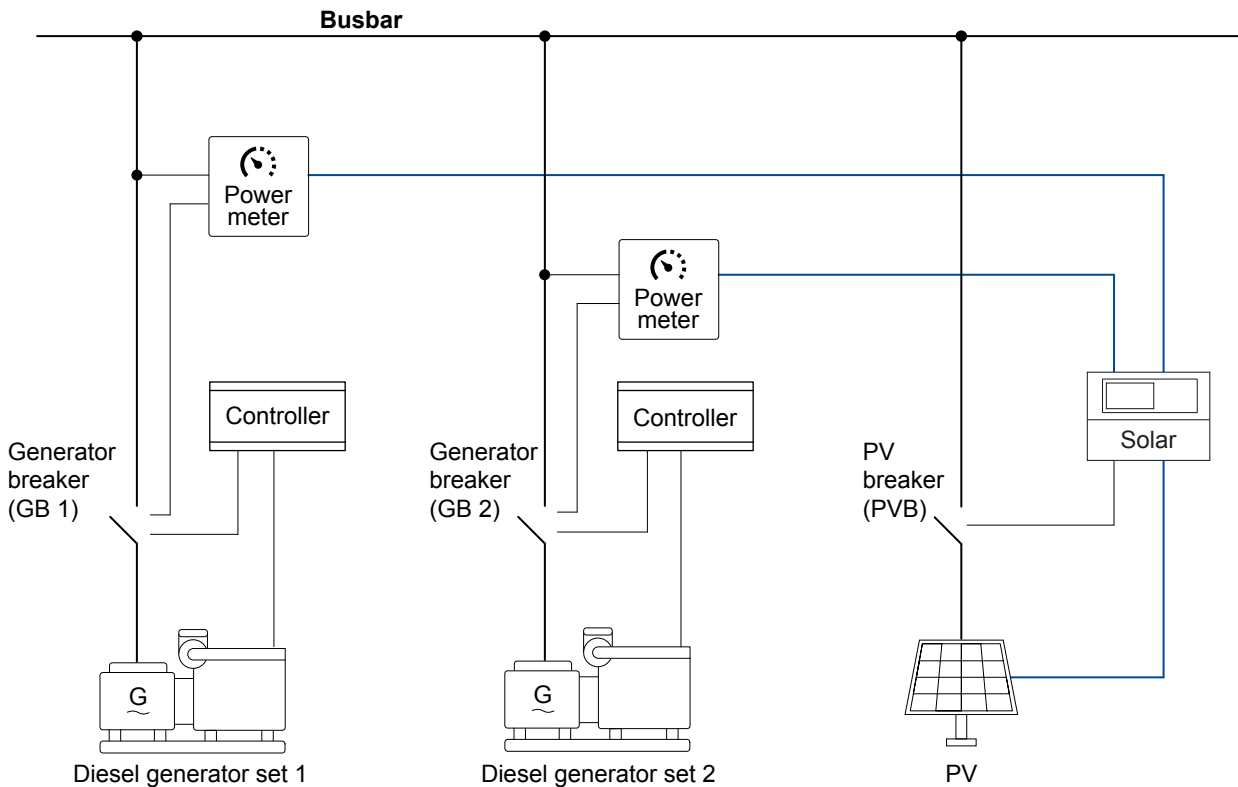 Busbar
Power
meter
Power
meter
Controller
Controller
Solar
Generator
breaker
(GB 1)
Generator
breaker
(GB 2)
PV
breaker
(PVB)
G
G
Diesel generator set 1
Diesel generator set 2
PV